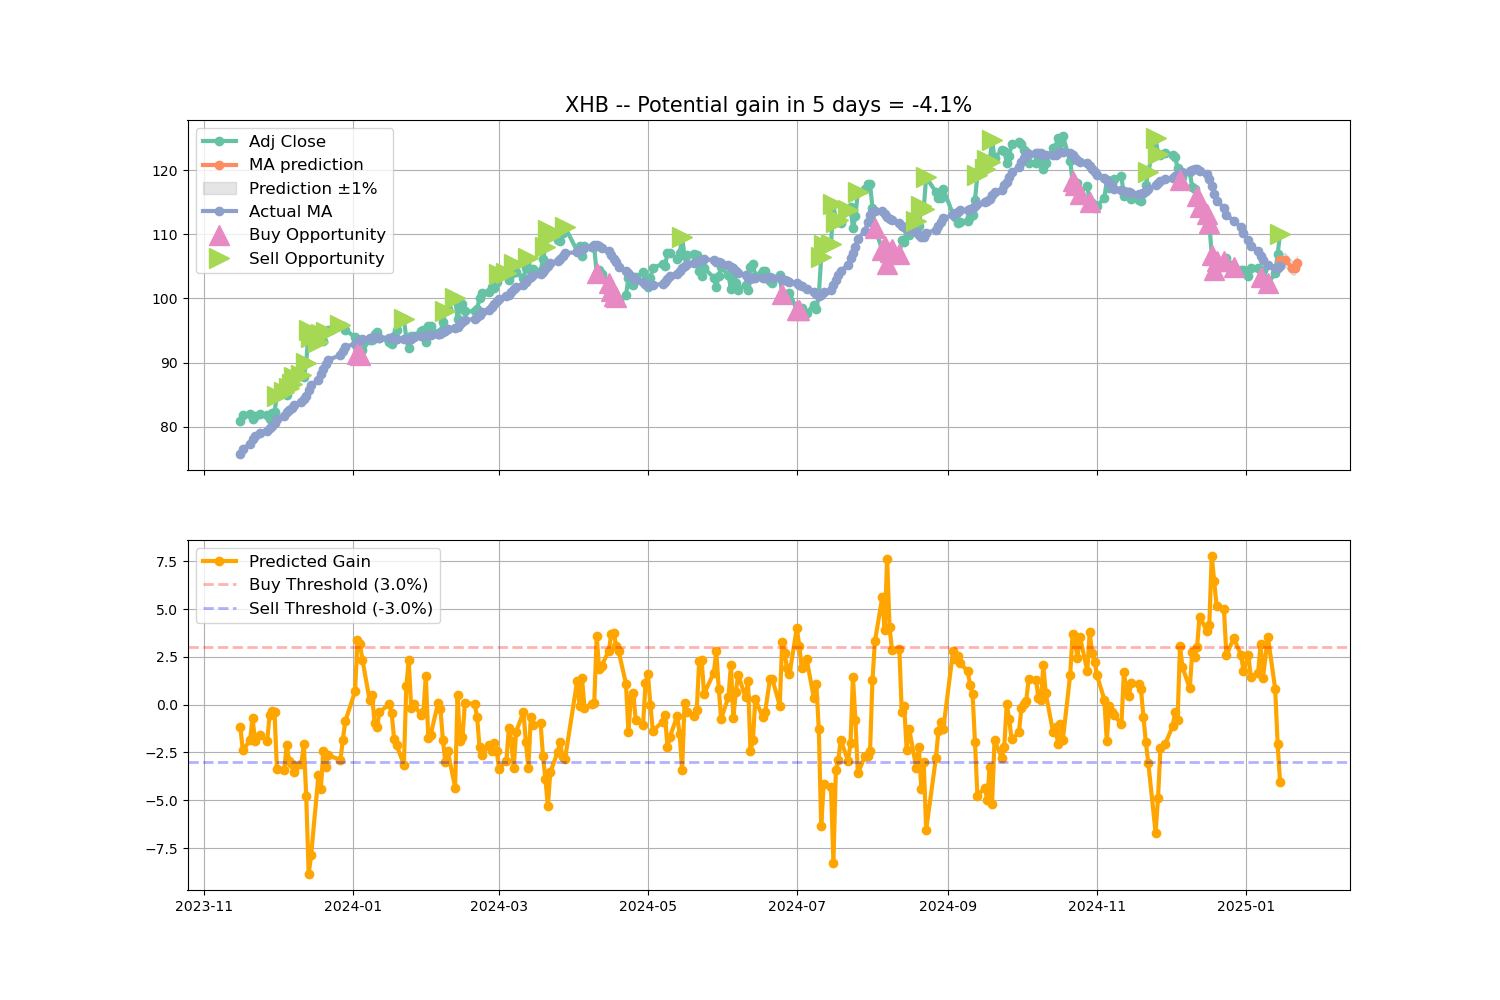 XHB -- Potential gain in 5 days = -4.1%
Adj Close
MA prediction
Prediction ±1%
Actual MA
Buy Opportunity
Sell Opportunity
120
110
100
90
80
Predicted Gain
Buy Threshold (3.0%)
Sell Threshold (-3.0%)
7.5
5.0
2.5
0.0
−2.5
−5.0
−7.5
2023-11 2024-01 2024-03 2024-05 2024-07 2024-09 2024-11 2025-01